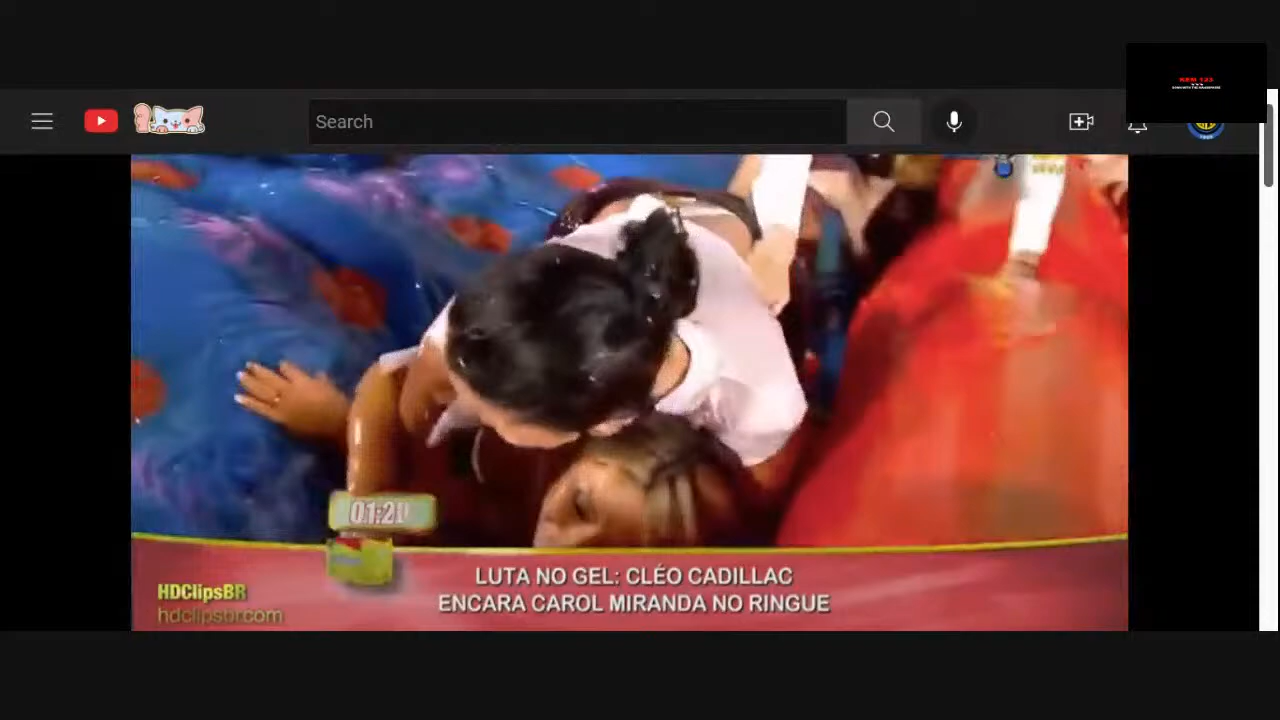 Search
01:21
LUTA NO GEL: CLÉO CADILLAC
ENCARA CAROL MIRANDA NO RINGUE
HDClipsBR
hdclipsbr.com